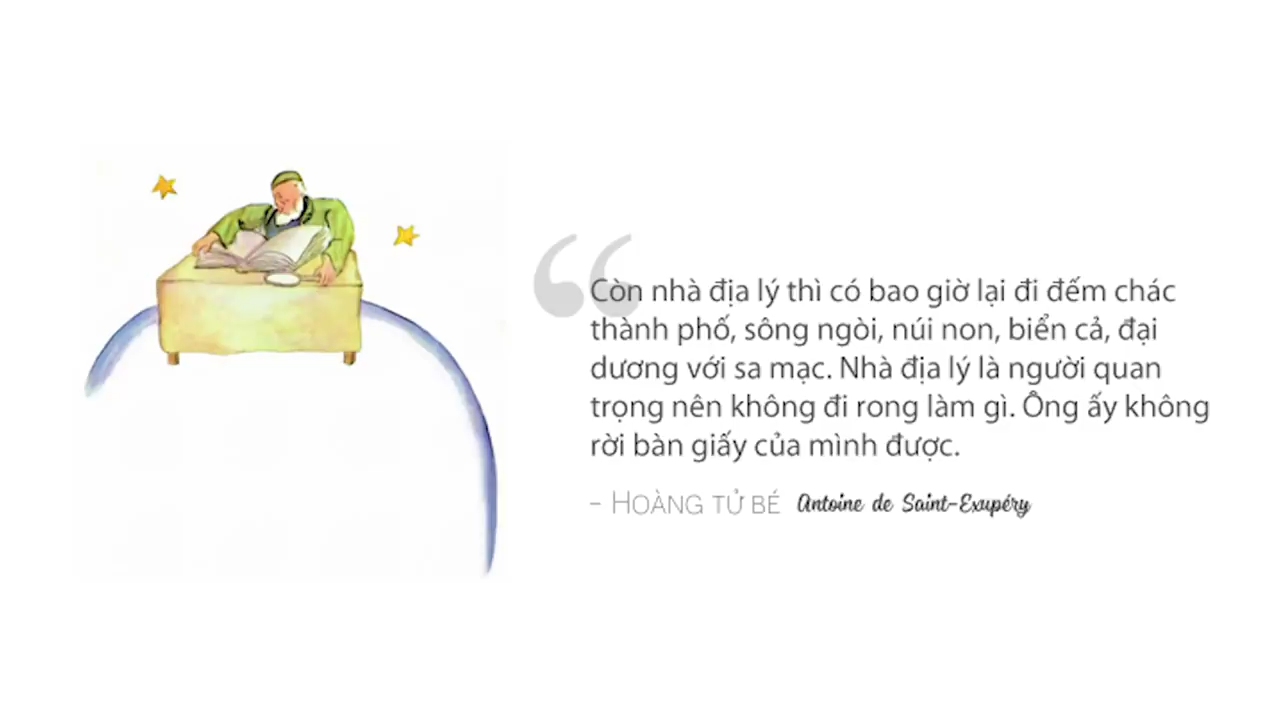 Còn nhà địa lý thì có bao giờ lại đi đếm chác
thành phố, sông ngòi, núi non, biển cả, đại
dương với sa mạc. Nhà địa lý là người quan
trọng nên không đi rong làm gì. Ông ấy không
rời bàn giấy của mình được.
– HOÀNG TỬ BÉ Antoine de Saint-Exupéry